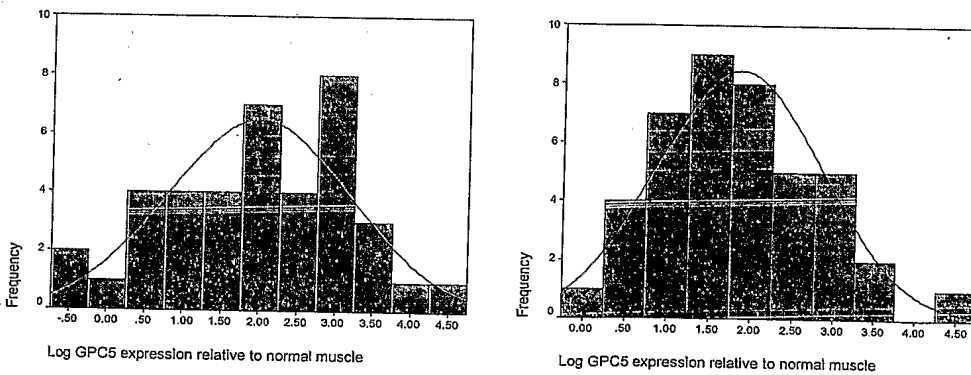 10
8
6
4
2
0
Frequency
-.50 0.00 .50 1.00 1.50 2.00 2.50 3.00 3.50 4.00 4.50
Log GPC5 expression relative to normal muscle
10
8
6
4
2
0
Frequency
0.00 .50 1.00 1.50 2.00 2.50 3.00 3.50 4.00 4.50
Log GPC5 expression relative to normal muscle